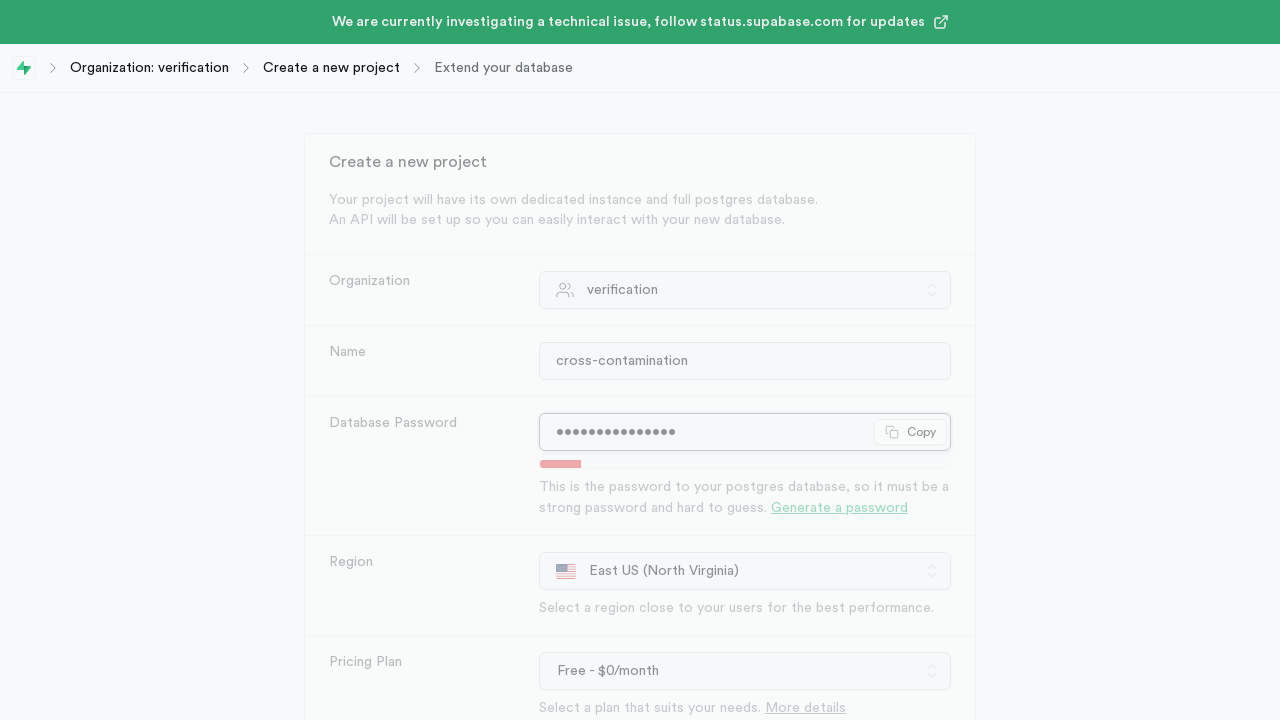 We are currently investigating a technical issue, follow status.supabase.com for updates
Organization: verification
Create a new project
Extend your database
Create a new project
Your project will have its own dedicated instance and full postgres database.
An API will be set up so you can easily interact with your new database.
Organization
verification
Name
cross-contamination
Database Password
••••••••••••••••
Copy
This is the password to your postgres database, so it must be a
strong password and hard to guess. Generate a password
Region
East US (North Virginia)
Select a region close to your users for the best performance.
Pricing Plan
Free - $0/month
Select a plan that suits your needs. More details